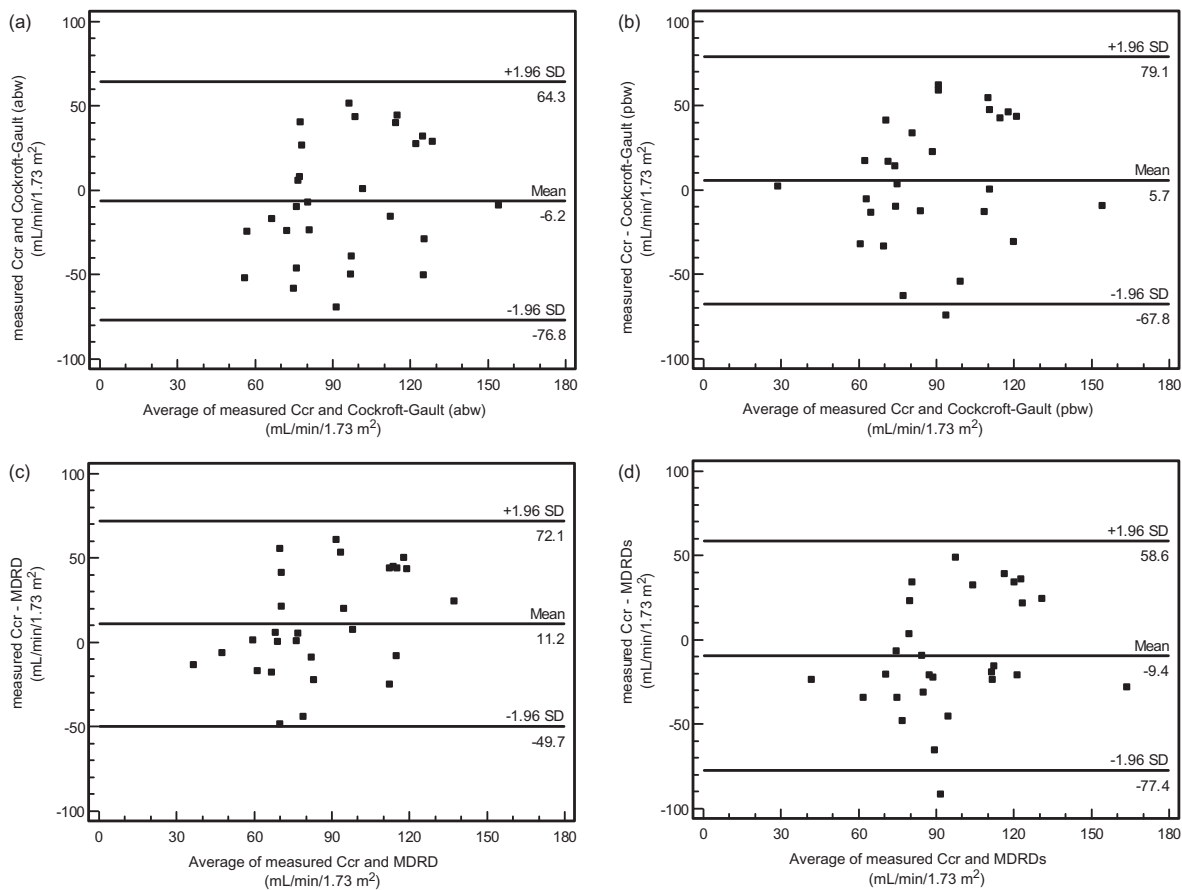 (a)
measured Ccr and Cockroft-Gault (abw)
(mL/min/1.73 m²)
100
50
0
-50
-100
+1.96 SD
64.3
Mean
-6.2
-1.96 SD
-76.8
0 30 60 90 120 150 180
Average of measured Ccr and Cockroft-Gault (abw)
(mL/min/1.73 m²)
(b)
measured Ccr - Cockcroft-Gault (pbw)
(mL/min/1.73 m²)
100
50
0
-50
-100
+1.96 SD
79.1
Mean
5.7
-1.96 SD
-67.8
0 30 60 90 120 150 180
Average of measured Ccr and Cockcroft-Gault (pbw)
(mL/min/1.73 m²)
(c)
measured Ccr - MDRD
(mL/min/1.73 m²)
100
50
0
-50
-100
+1.96 SD
72.1
Mean
11.2
-1.96 SD
-49.7
0 30 60 90 120 150 180
Average of measured Ccr and MDRD
(mL/min/1.73 m²)
(d)
measured Ccr - MDRDs
(mL/min/1.73 m²)
100
50
0
-50
-100
+1.96 SD
58.6
Mean
-9.4
-1.96 SD
-77.4
0 30 60 90 120 150 180
Average of measured Ccr and MDRDs
(mL/min/1.73 m²)